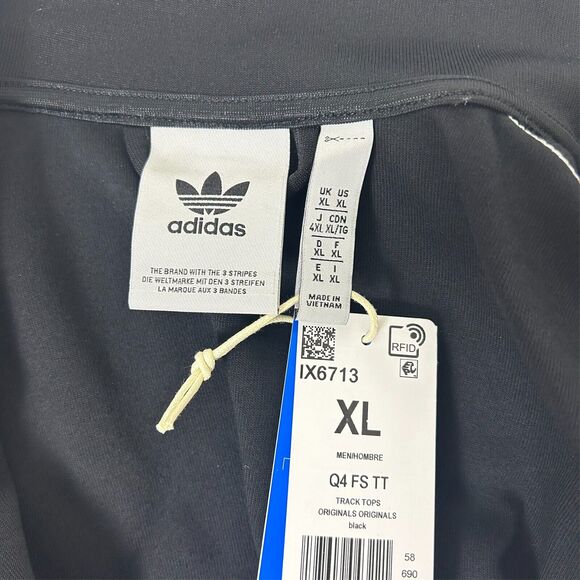 adidas
THE BRAND WITH THE 3 STRIPES
DIE WELTMARKE MIT DEN 3 STREIFEN
LA MARQUE AUX 3 BANDES
UK US
XL XL
J CDN
4XL XL/TG
D F
XL XL
E I
XL XL
MADE IN
VIETNAM
RFID
IX6713
XL
MEN/HOMBRE
Q4 FS TT
TRACK TOPS
ORIGINALS ORIGINALS
black
58
690